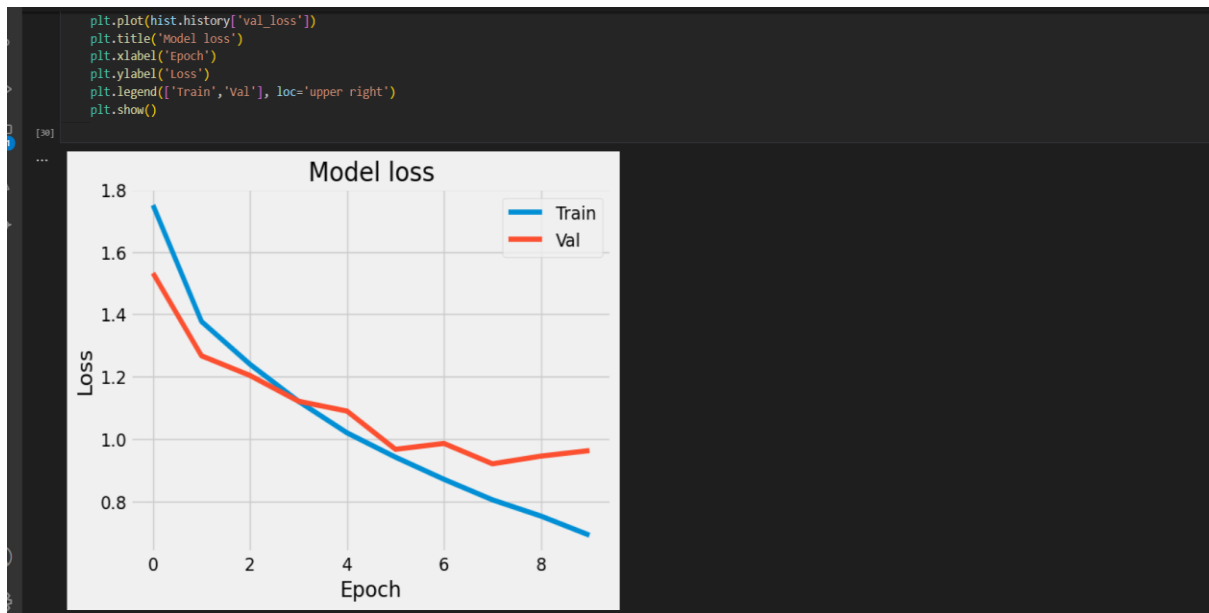 plt.plot(hist.history['val_loss'])
plt.title('Model loss')
plt.xlabel('Epoch')
plt.ylabel('Loss')
plt.legend(['Train','Val'], loc='upper right')
plt.show()
[30]
...
Model loss
1.8
1.6
1.4
1.2
1.0
0.8
Loss
Train
Val
0 2 4 6 8
Epoch